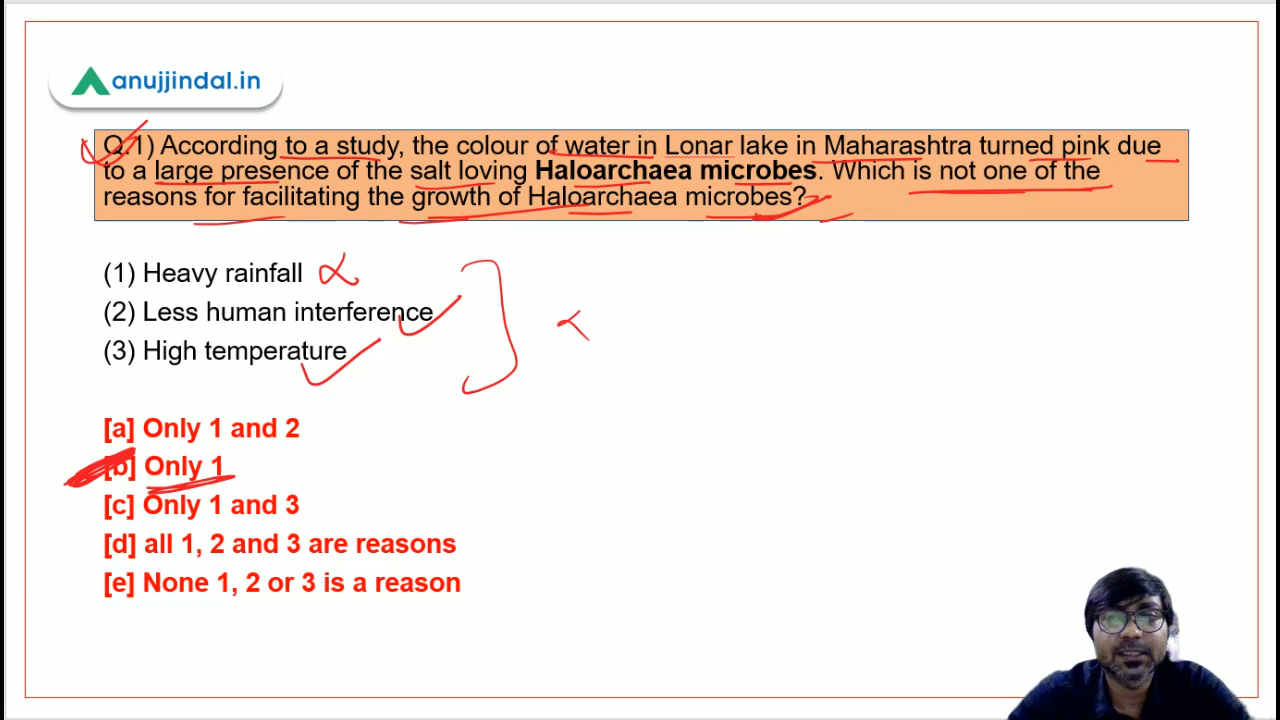 anujjindal.in
Q.1) According to a study, the colour of water in Lonar lake in Maharashtra turned pink due
to a large presence of the salt loving Haloarchaea microbes. Which is not one of the
reasons for facilitating the growth of Haloarchaea microbes?
(1) Heavy rainfall
(2) Less human interference
(3) High temperature
[a] Only 1 and 2
[b] Only 1
[c] Only 1 and 3
[d] all 1, 2 and 3 are reasons
[e] None 1, 2 or 3 is a reason